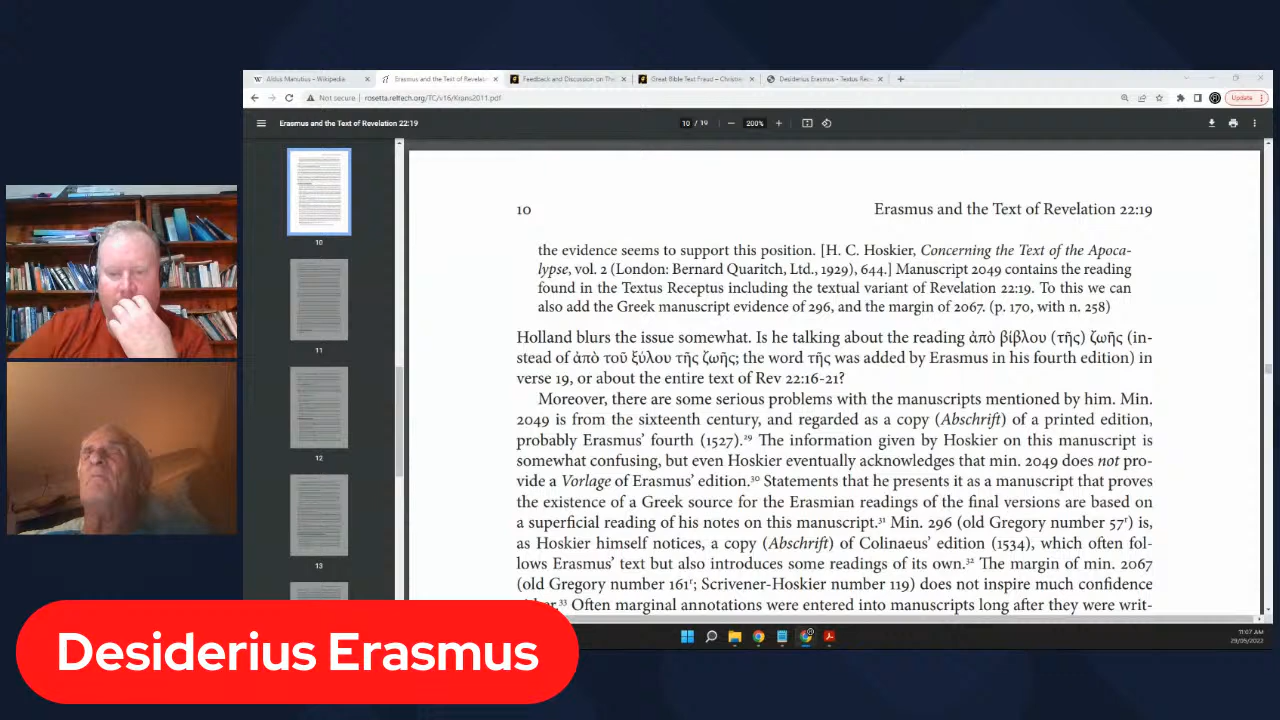 Aldus Manutius – Wikipedia
Erasmus and the Text of Revela
Feedback and Discussion on The
Great Bible Text Fraud – Christi
Desiderius Erasmus - Textus Rece
Not secure rosetta.reltech.org/TC/v16/Krans2011.pdf
Update
Erasmus and the Text of Revelation 22:19
10 / 19
200%
10
11
12
13
10 Erasmus and the Text of Revelation 22:19
the evidence seems to support this position. [H. C. Hoskier, Concerning the Text of the Apoca-
lypse, vol. 2 (London: Bernard Quaritch, Ltd., 1929), 644.] Manuscript 2049 contains the reading
found in the Textus Receptus including the textual variant of Revelation 22:19. To this we can
also add the Greek manuscript evidence of 296, and the margin of 2067. (p. 170, with n. 258)
Holland blurs the issue somewhat. Is he talking about the reading ἀπὸ βίβλου (τῆς) ζωῆς (in-
stead of ἀπὸ τοῦ ξύλου τῆς ζωῆς; the word τῆς was added by Erasmus in his fourth edition) in
verse 19, or about the entire text of Rev 22:16-21?
Moreover, there are some serious problems with the manuscripts mentioned by him. Min.
2049 is from the sixteenth century, and regarded as a copy (Abschrift) of a printed edition,
probably Erasmus’ fourth (1527). The information given by Hoskier on this manuscript is
somewhat confusing, but even Hoskier eventually acknowledges that min. 2049 does not pro-
vide a Vorlage of Erasmus’ edition. Statements that he presents it as a manuscript that proves
the existence of a Greek source for the Erasmian readings of the final versions are based on
a superficial reading of his notes on this manuscript.³¹ Min. 296 (old Gregory number 57ʳ) is,
as Hoskier himself notices, a copy (Abschrift) of Colinaeus’ edition (1534), which often fol-
lows Erasmus’ text but also introduces some readings of its own.³² The margin of min. 2067
(old Gregory number 161ʳ; Scrivener-Hoskier number 119) does not inspire much confidence
³³ Often marginal annotations were entered into manuscripts long after they were writ-
11:07 AM
29/05/2022
Desiderius Erasmus